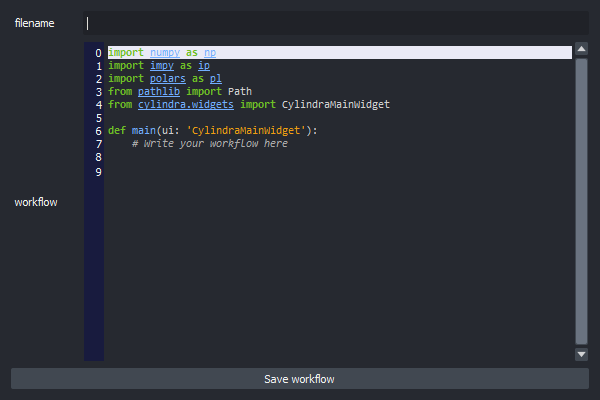 filename
0 import numpy as np
1 import impy as ip
2 import polars as pl
3 from pathlib import Path
4 from cylindra.widgets import CylindraMainWidget
5
6 def main(ui: 'CylindraMainWidget'):
7     # Write your workflow here
8
9
workflow
Save workflow